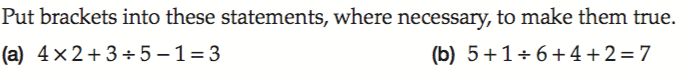 Put brackets into these statements, where necessary, to make them true.
(a) 4 × 2 + 3 ÷ 5 − 1 = 3 (b) 5 + 1 ÷ 6 + 4 + 2 = 7